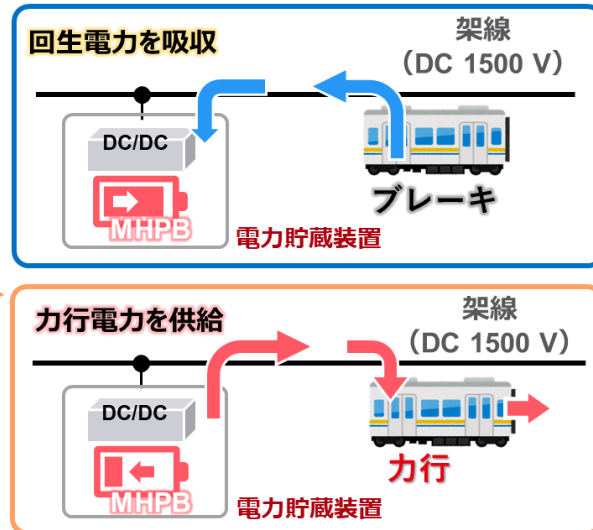 回生電力を吸収
架線
（DC 1500 V）
DC/DC
MHPB
ブレーキ
電力貯蔵装置
力行電力を供給
架線
（DC 1500 V）
DC/DC
MHPB
力行
電力貯蔵装置